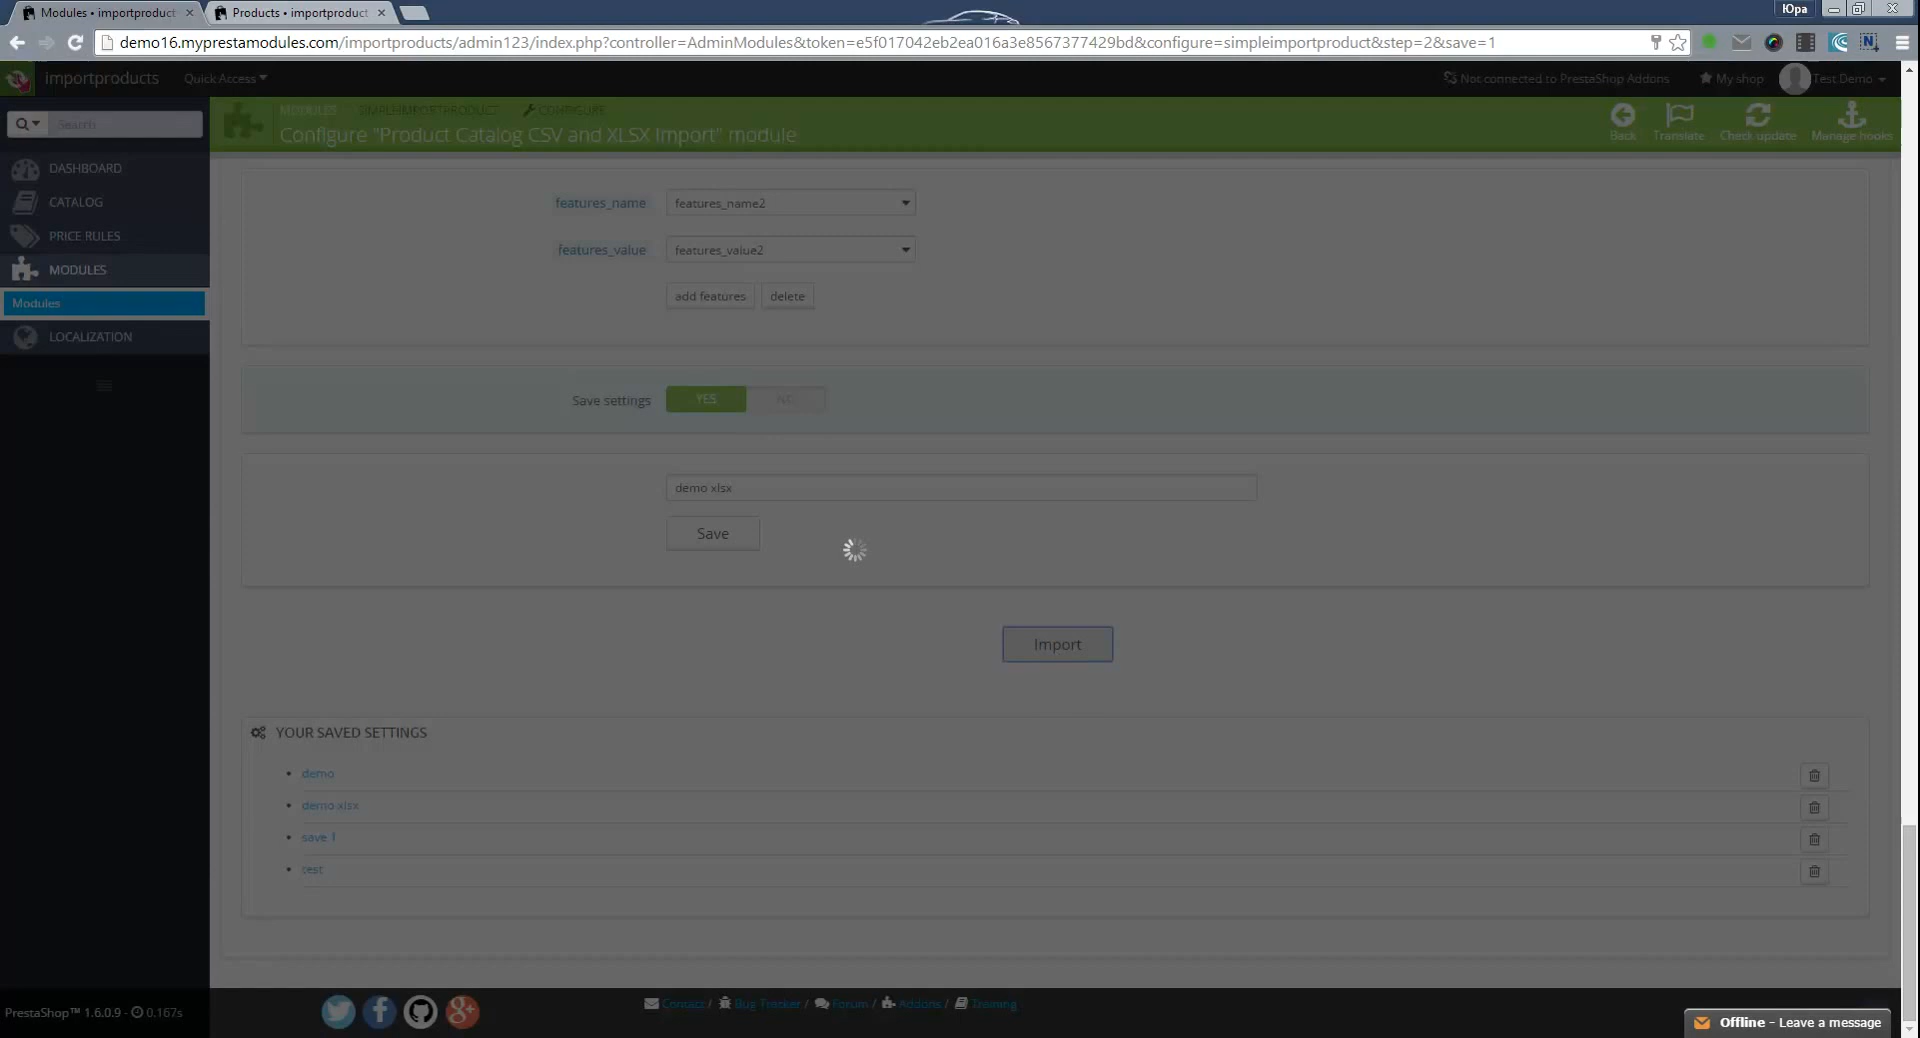 Modules • importproduct
Products • importproduct
Юра
demo16.myprestamodules.com/importproducts/admin123/index.php?controller=AdminModules&token=e5f017042eb2ea016a3e8567377429bd&configure=simpleimportproduct&step=2&save=1
importproducts
Quick Access
Not connected to PrestaShop Addons
My shop
Test Demo
Search
MODULES
SIMPLEIMPORTPRODUCT
CONFIGURE
Configure "Product Catalog CSV and XLSX Import" module
Back
Translate
Check update
Manage hooks
DASHBOARD
CATALOG
PRICE RULES
MODULES
Modules
LOCALIZATION
features_name
features_name2
features_value
features_value2
add features
delete
Save settings
YES
NO
demo xlsx
Save
Import
YOUR SAVED SETTINGS
• demo
• demo xlsx
• save 1
• test
PrestaShop™ 1.6.0.9 - 0.167s
Contact / Bug Tracker / Forum / Addons / Training
Offline - Leave a message